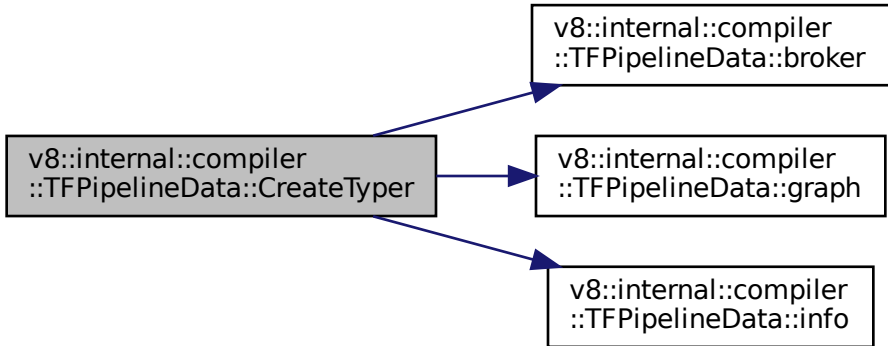 v8::internal::compiler
::TFPipelineData::broker
v8::internal::compiler
::TFPipelineData::CreateTyper
v8::internal::compiler
::TFPipelineData::graph
v8::internal::compiler
::TFPipelineData::info